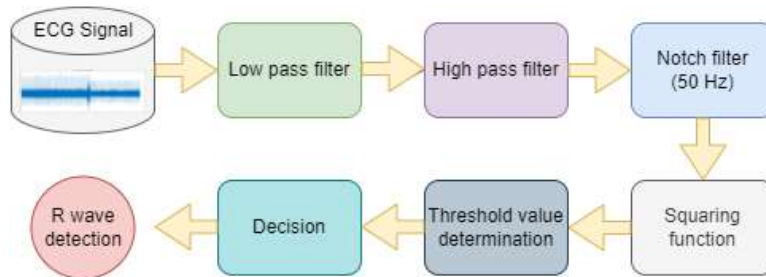 ECG Signal
Low pass filter
High pass filter
Notch filter
(50 Hz)
R wave
detection
Decision
Threshold value
determination
Squaring
function